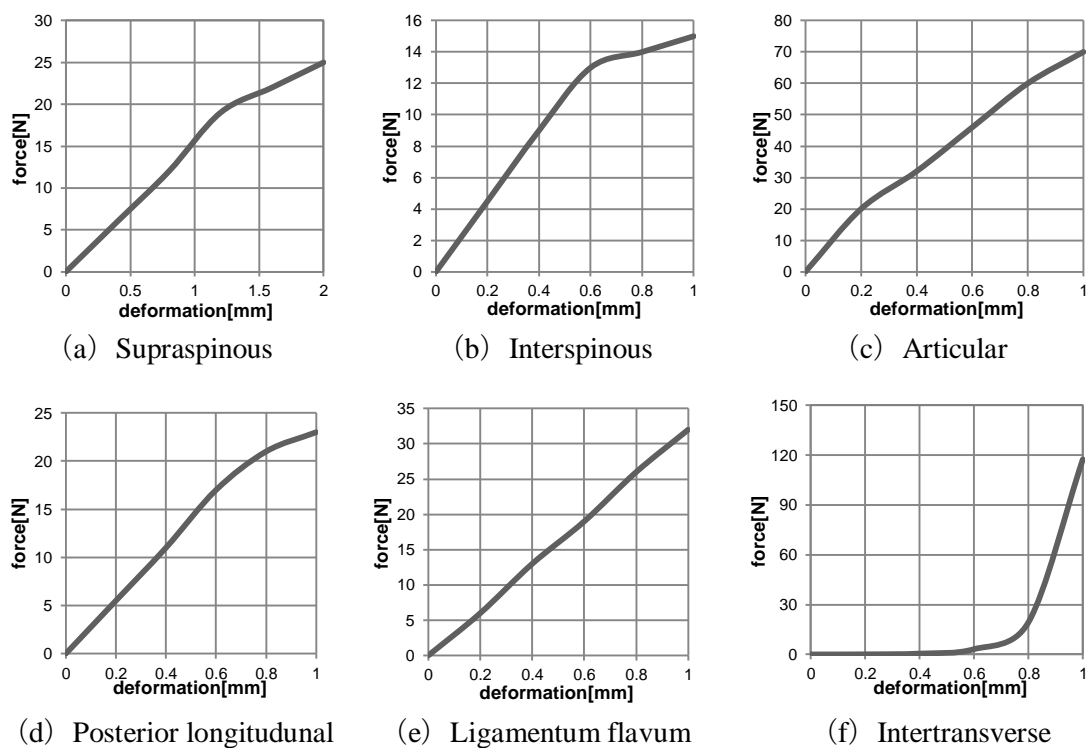 30
25
20
15
10
5
0
force[N]
0 0.5 1 1.5 2
deformation[mm]
(a) Supraspinous
16
14
12
10
8
6
4
2
0
force[N]
0 0.2 0.4 0.6 0.8 1
deformation[mm]
(b) Interspinous
80
70
60
50
40
30
20
10
0
force[N]
0 0.2 0.4 0.6 0.8 1
deformation[mm]
(c) Articular
25
20
15
10
5
0
force[N]
0 0.2 0.4 0.6 0.8 1
deformation[mm]
(d) Posterior longitudunal
35
30
25
20
15
10
5
0
force[N]
0 0.2 0.4 0.6 0.8 1
deformation[mm]
(e) Ligamentum flavum
150
120
90
60
30
0
force[N]
0 0.2 0.4 0.6 0.8 1
deformation[mm]
(f) Intertransverse